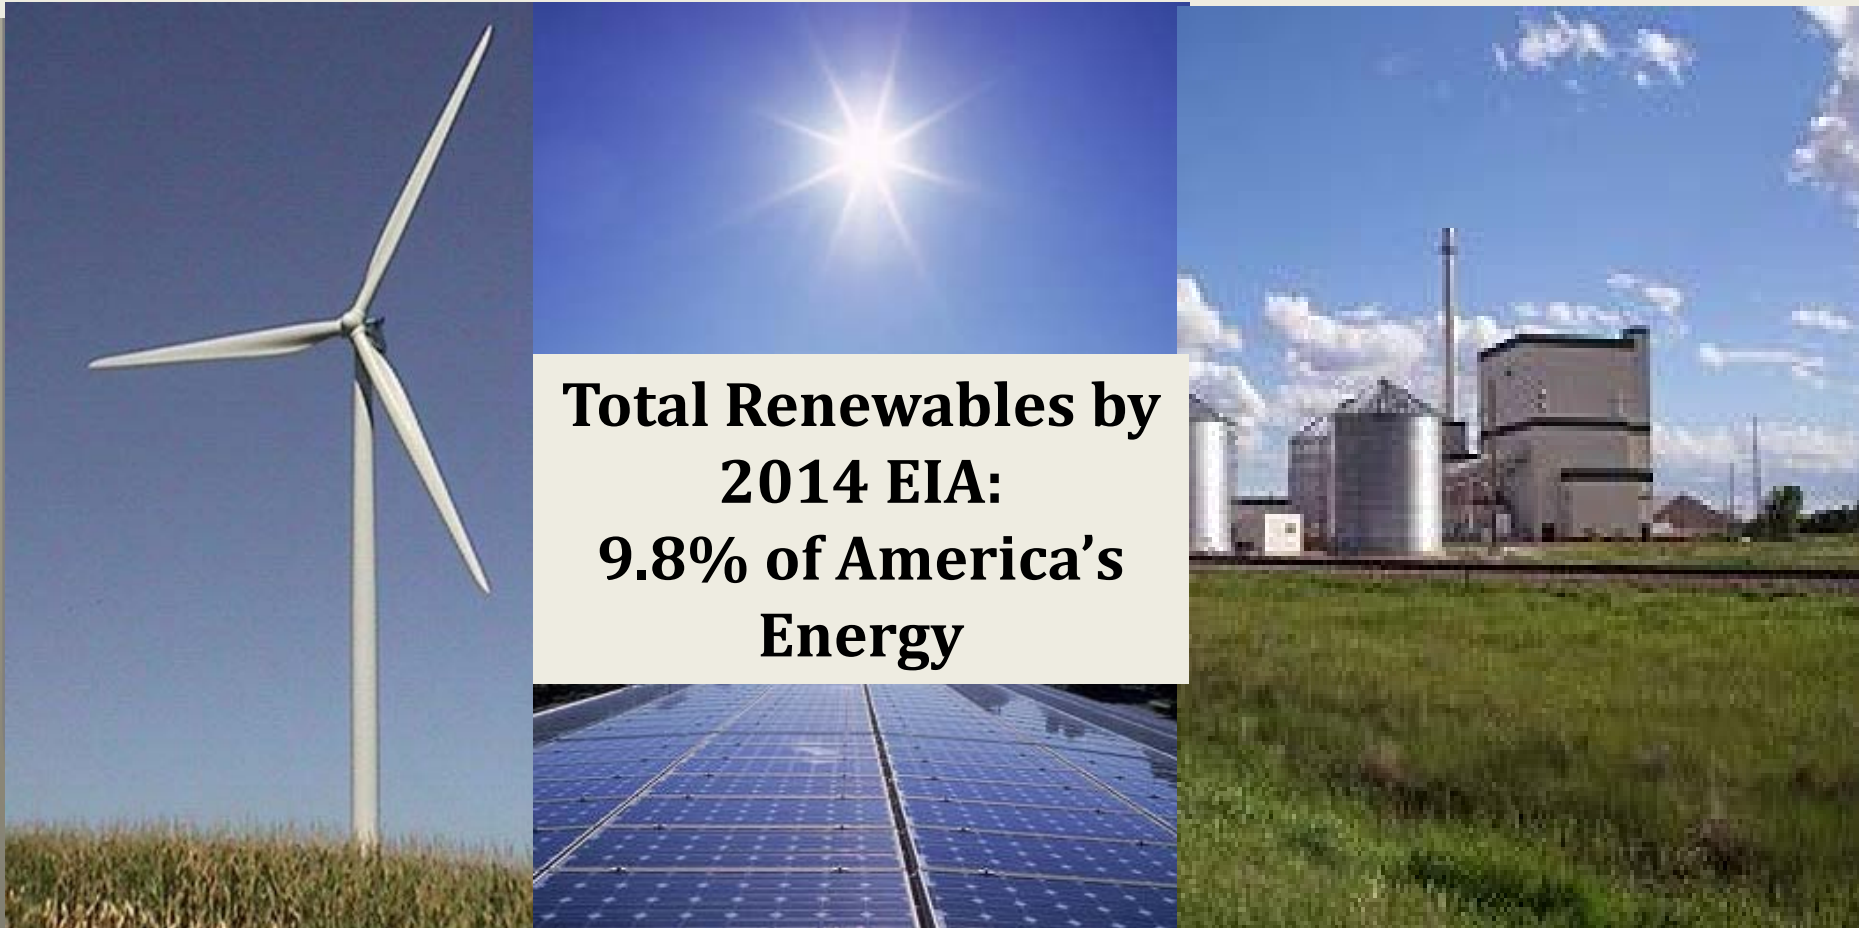 Total Renewables by
2014 EIA:
9.8% of America’s
Energy